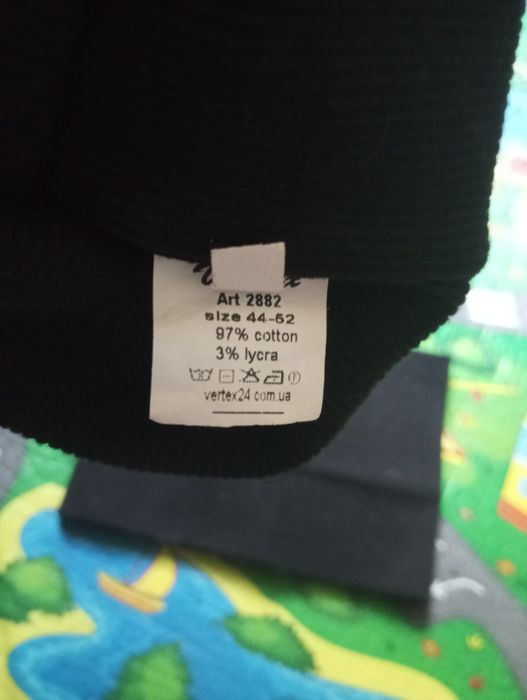 Art 2882
size 44-52
97% cotton
3% lycra
vertex24.com.ua